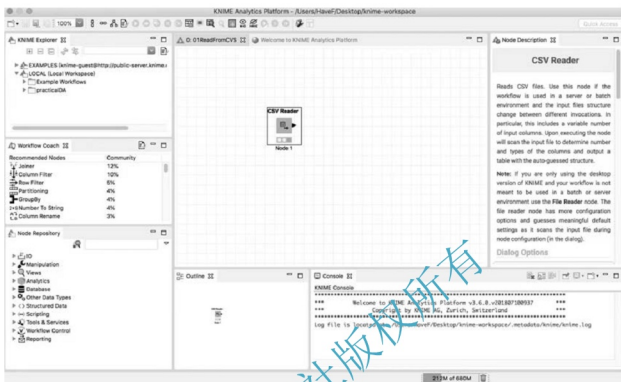 KNIME Analytics Platform - /Users/HaveF/Desktop/knime-workspace
100%
Quick Access
KNIME Explorer
EXAMPLES (knime-guest@http://public-server.knime.c
LOCAL (Local Workspace)
Example Workflows
practicalDA
Workflow Coach
Recommended Nodes Community
Joiner 12%
Column Filter 10%
Row Filter 6%
Partitioning 4%
GroupBy 4%
Number To String 4%
Column Rename 3%
Node Repository
IO
Manipulation
Views
Analytics
Database
Other Data Types
Structured Data
Scripting
Tools & Services
Workflow Control
Reporting
0: 01ReadFromCVS
Welcome to KNIME Analytics Platform
CSV Reader
Node 1
Outline
Console
KNIME Console
*** Welcome to KNIME Analytics Platform v3.6.0.v201807100937 ***
*** Copyright by KNIME AG, Zurich, Switzerland ***
Log file is located at: /Users/HaveF/Desktop/knime-workspace/.metadata/knime/knime.log
Node Description
CSV Reader
Reads CSV files. Use this node if the
workflow is used in a server or batch
environment and the input files structure
change between different invocations. In
particular, this includes a variable number
of input columns. Upon executing the node
will scan the input file to determine number
and types of the columns and output a
table with the auto-guessed structure.
Note: If you are only using the desktop
version of KNIME and your workflow is not
meant to be used in a batch or server
environment use the File Reader node. The
file reader node has more configuration
options and guesses meaningful default
settings as it scans the input file during
node configuration (in the dialog).
Dialog Options
212M of 680M
社版权所有